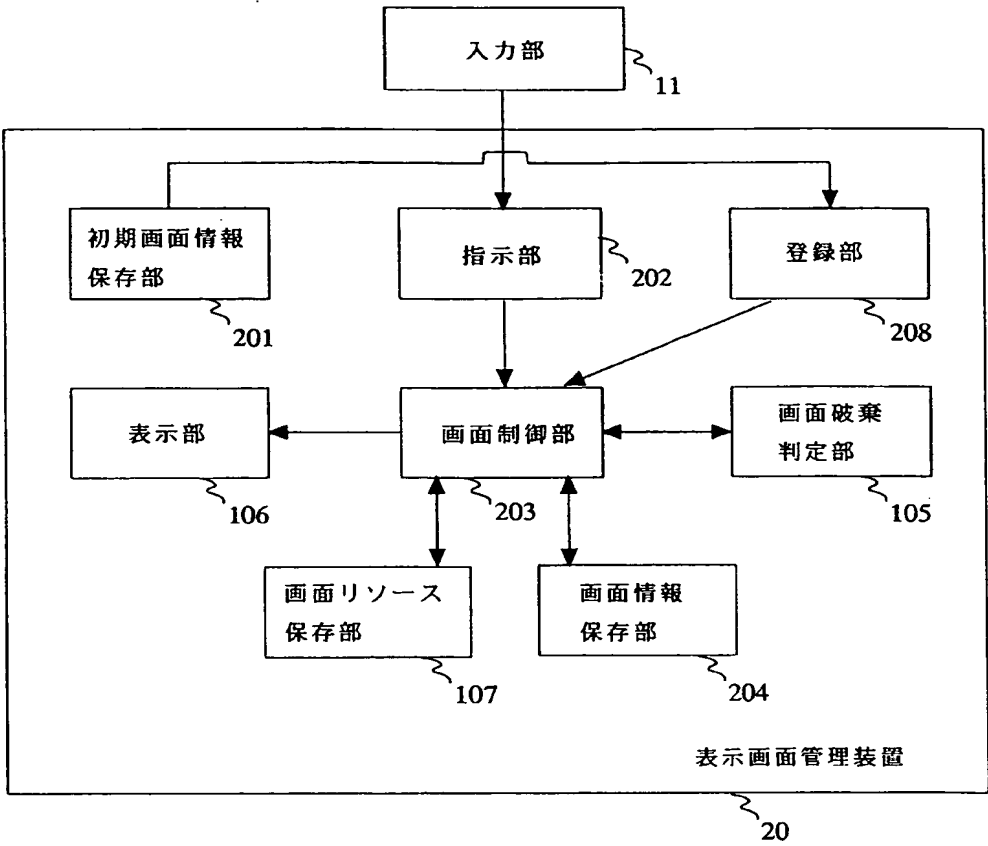 入力部
11
初期画面情報
保存部
201
指示部
202
登録部
208
表示部
106
画面制御部
203
画面破棄
判定部
105
画面リソース
保存部
107
画面情報
保存部
204
表示画面管理装置
20